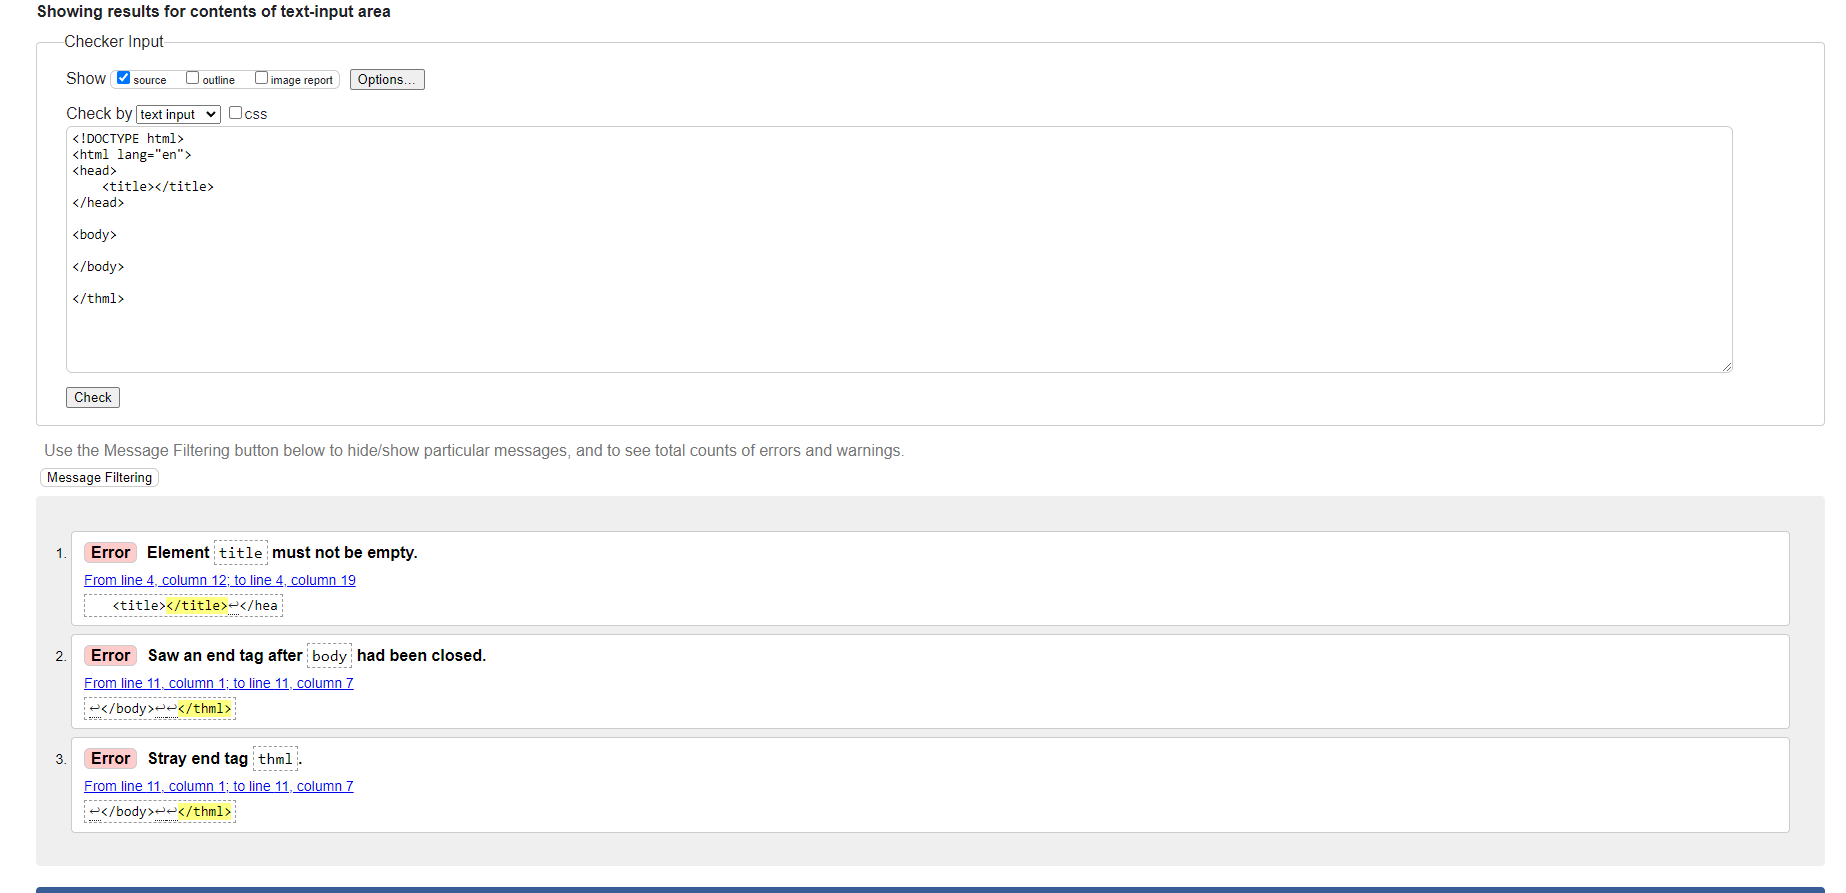 Showing results for contents of text-input area
Checker Input
Show source outline image report Options...
Check by text input css
<!DOCTYPE html>
<html lang="en">
<head>
    <title></title>
</head>
<body>
</body>
</thml>
Check
Use the Message Filtering button below to hide/show particular messages, and to see total counts of errors and warnings.
Message Filtering
1. Error Element title must not be empty.
From line 4, column 12; to line 4, column 19
<title></title>↩</hea
2. Error Saw an end tag after body had been closed.
From line 11, column 1; to line 11, column 7
↩</body>↩↩</thml>
3. Error Stray end tag thml.
From line 11, column 1; to line 11, column 7
↩</body>↩↩</thml>